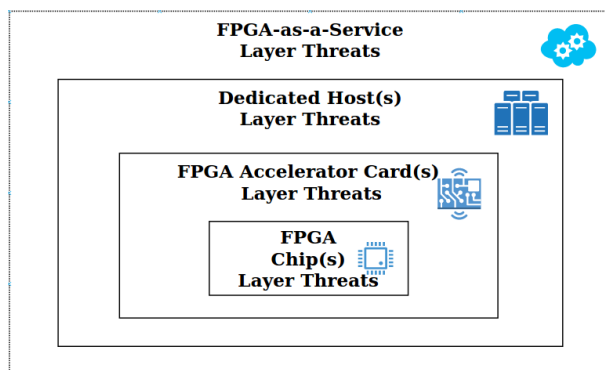 FPGA-as-a-Service
Layer Threats
Dedicated Host(s)
Layer Threats
FPGA Accelerator Card(s)
Layer Threats
FPGA
Chip(s)
Layer Threats